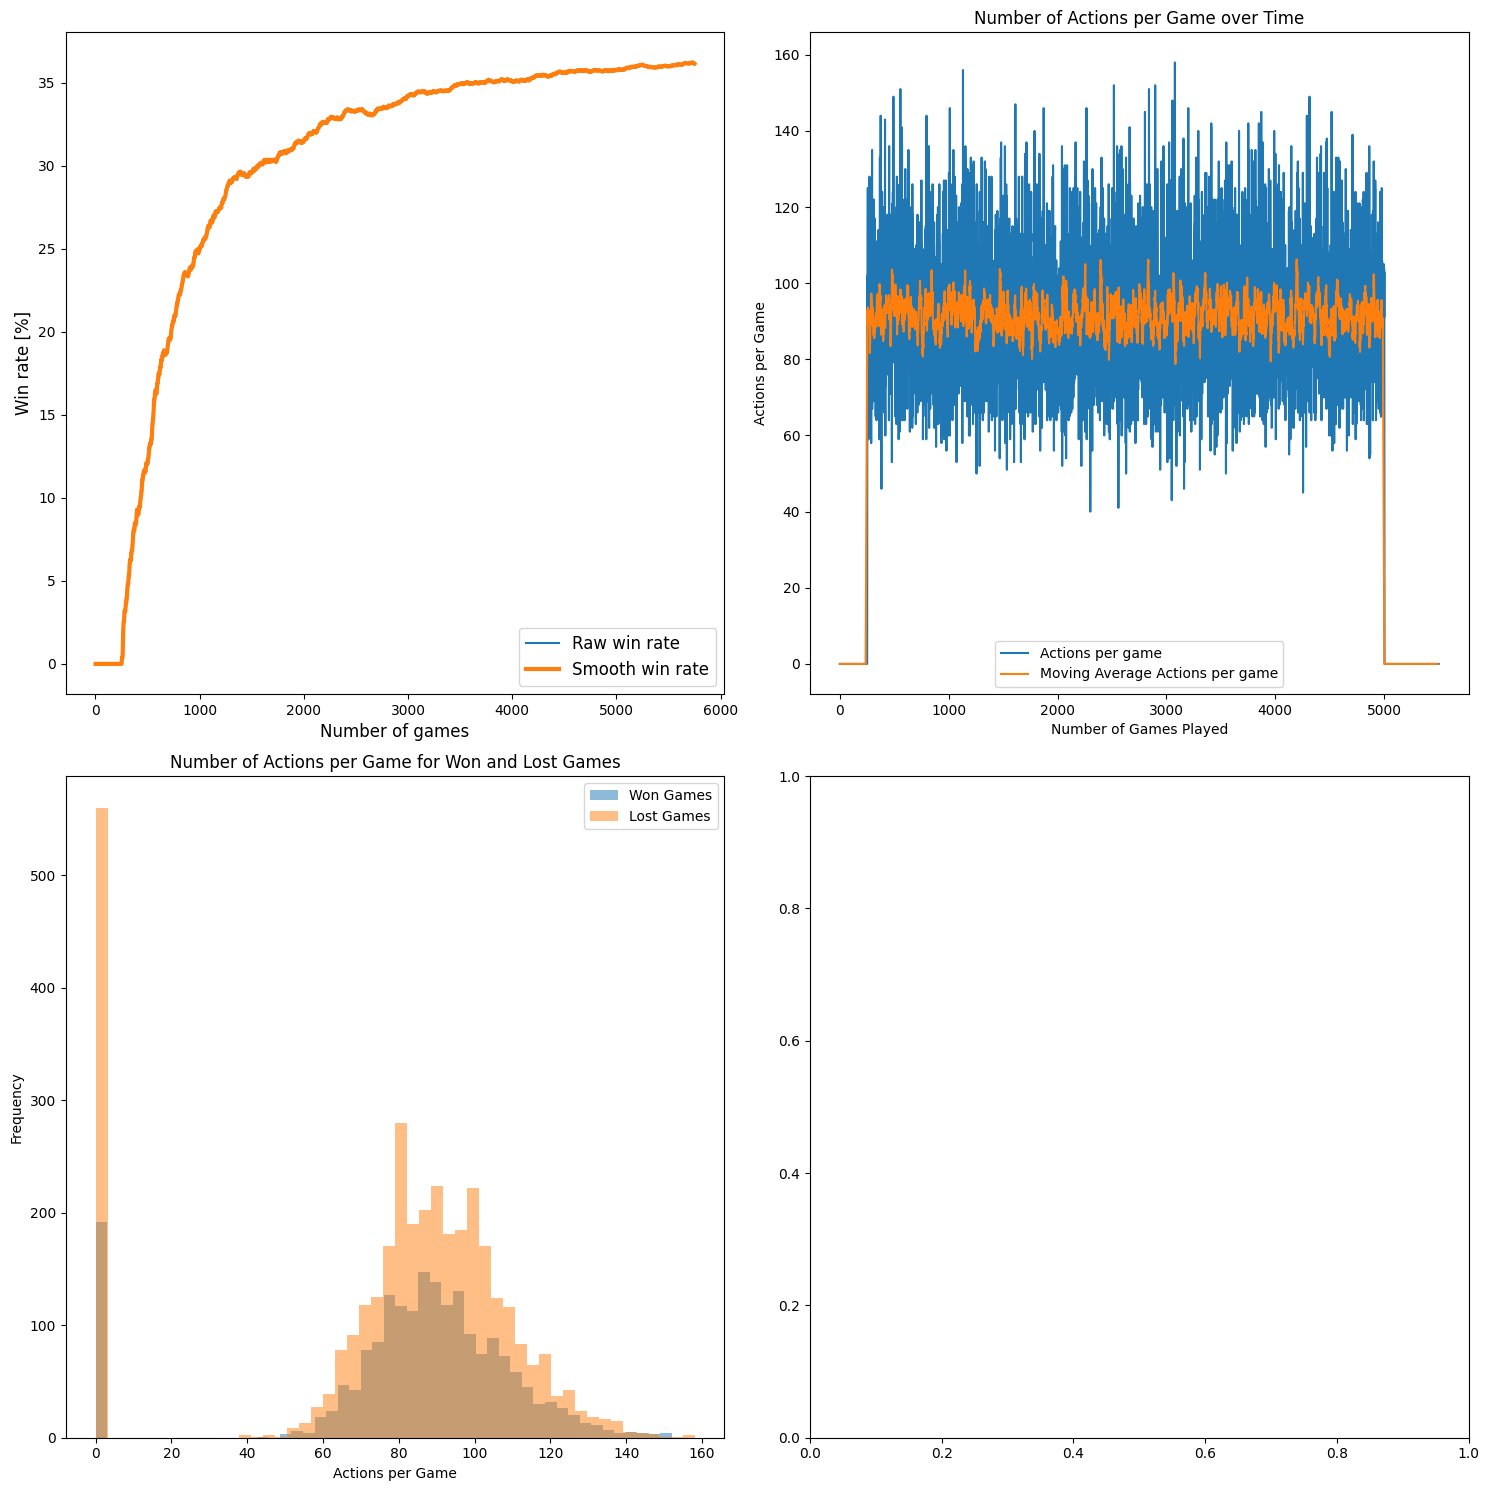 35
30
25
20
15
10
5
0
Win rate [%]
0 1000 2000 3000 4000 5000 6000
Number of games
Raw win rate
Smooth win rate
Number of Actions per Game over Time
160
140
120
100
80
60
40
20
0
Actions per Game
0 1000 2000 3000 4000 5000
Number of Games Played
Actions per game
Moving Average Actions per game
Number of Actions per Game for Won and Lost Games
Won Games
Lost Games
500
400
300
200
100
0
Frequency
0 20 40 60 80 100 120 140 160
Actions per Game
1.0
0.8
0.6
0.4
0.2
0.0
0.0 0.2 0.4 0.6 0.8 1.0